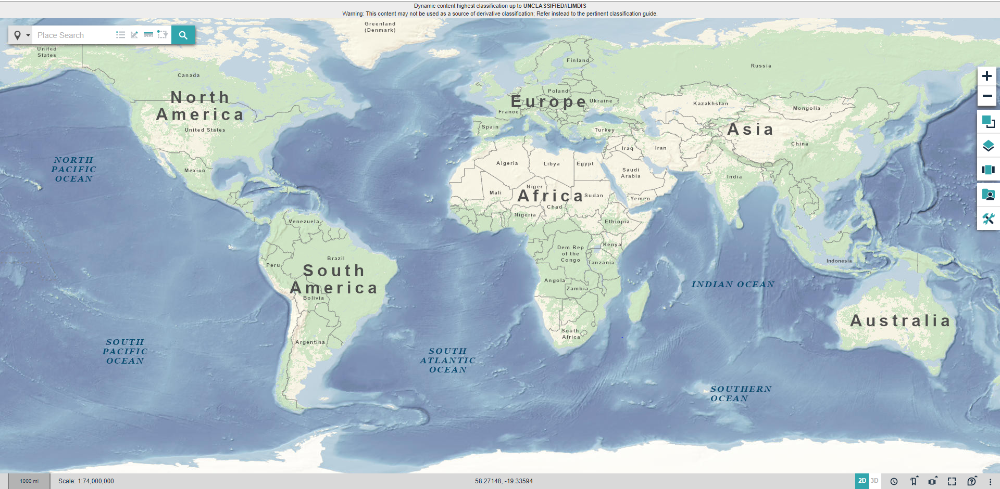 Dynamic content highest classification up to UNCLASSIFIED//LIMDIS
Warning: This content may not be used as a source of derivative classification; Refer instead to the pertinent classification guide.
Place Search
Greenland
(Denmark)
United
States
Canada
Finland
Russia
North
America
Europe
Poland
Ukraine
France
Kazakhstan
Mongolia
United States
Spain
Turkey
Asia
China
Iraq
Iran
NORTH
PACIFIC
OCEAN
Mexico
Algeria
Libya
Egypt
Saudi
Arabia
India
Niger
Mali
Africa
Sudan
Yemen
Chad
Nigeria
Venezuela
Ethiopia
Kenya
Dem Rep
of the
Congo
Brazil
Peru
Tanzania
Indonesia
South
America
Angola
Zambia
INDIAN OCEAN
Bolivia
Australia
South
Africa
Argentina
SOUTH
PACIFIC
OCEAN
SOUTH
ATLANTIC
OCEAN
SOUTHERN
OCEAN
1000 mi
Scale: 1:74,000,000
58.27148, -19.33594
2D
3D